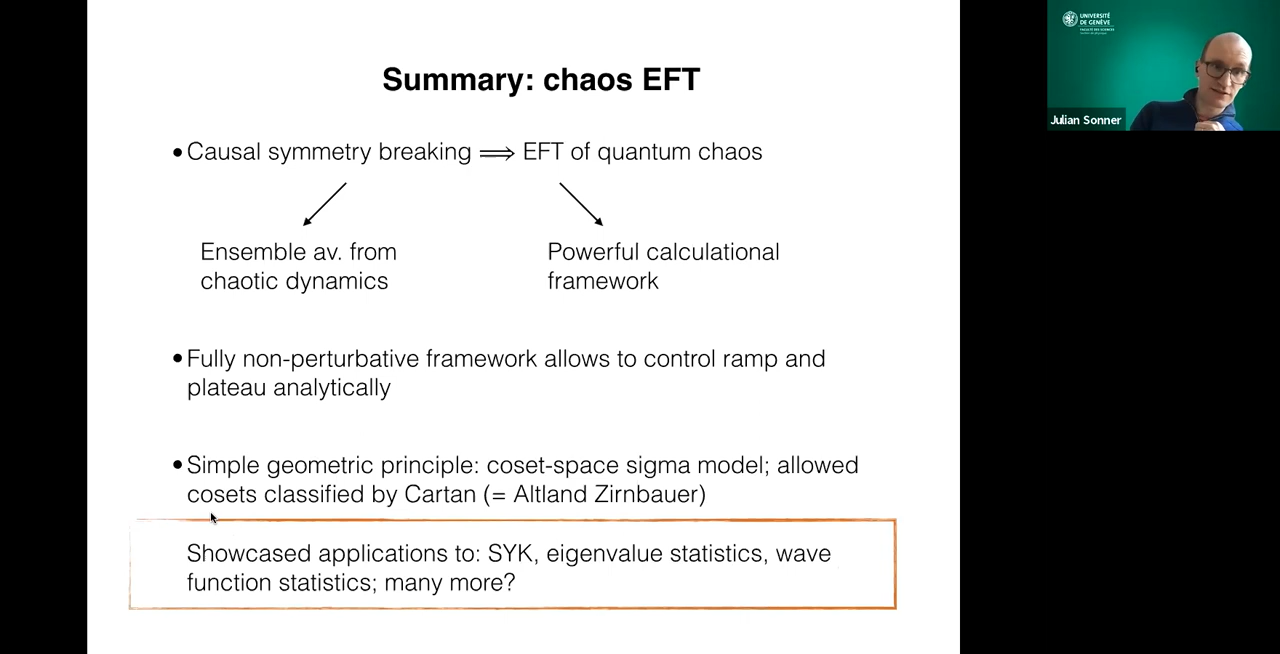 Summary: chaos EFT
• Causal symmetry breaking ⟹ EFT of quantum chaos
Ensemble av. from
chaotic dynamics
Powerful calculational
framework
• Fully non-perturbative framework allows to control ramp and
plateau analytically
• Simple geometric principle: coset-space sigma model; allowed
cosets classified by Cartan (= Altland Zirnbauer)
Showcased applications to: SYK, eigenvalue statistics, wave
function statistics; many more?
UNIVERSITÉ
DE GENÈVE
Julian Sonner